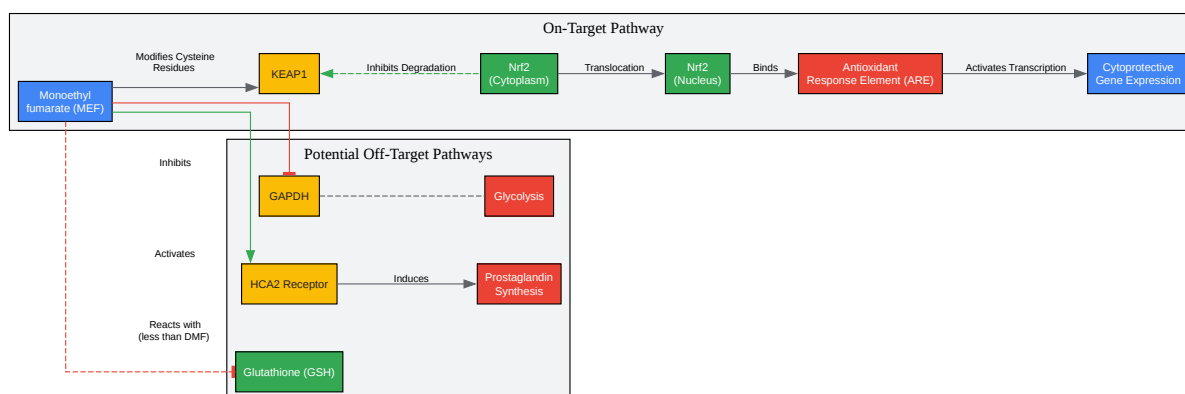 On-Target Pathway
Modifies Cysteine
Residues
KEAP1
Inhibits Degradation
Nrf2
(Cytoplasm)
Translocation
Nrf2
(Nucleus)
Binds
Antioxidant
Response Element (ARE)
Activates Transcription
Cytoprotective
Gene Expression
Monoethyl
fumarate (MEF)
Potential Off-Target Pathways
Inhibits
GAPDH
Glycolysis
Activates
HCA2 Receptor
Induces
Prostaglandin
Synthesis
Reacts with
(less than DMF)
Glutathione (GSH)